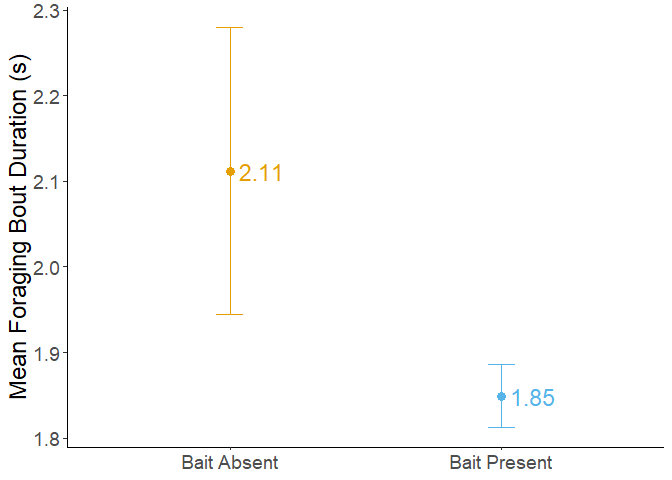 Mean Foraging Bout Duration (s)
2.3
2.2
2.1
2.0
1.9
1.8
2.11
1.85
Bait Absent
Bait Present